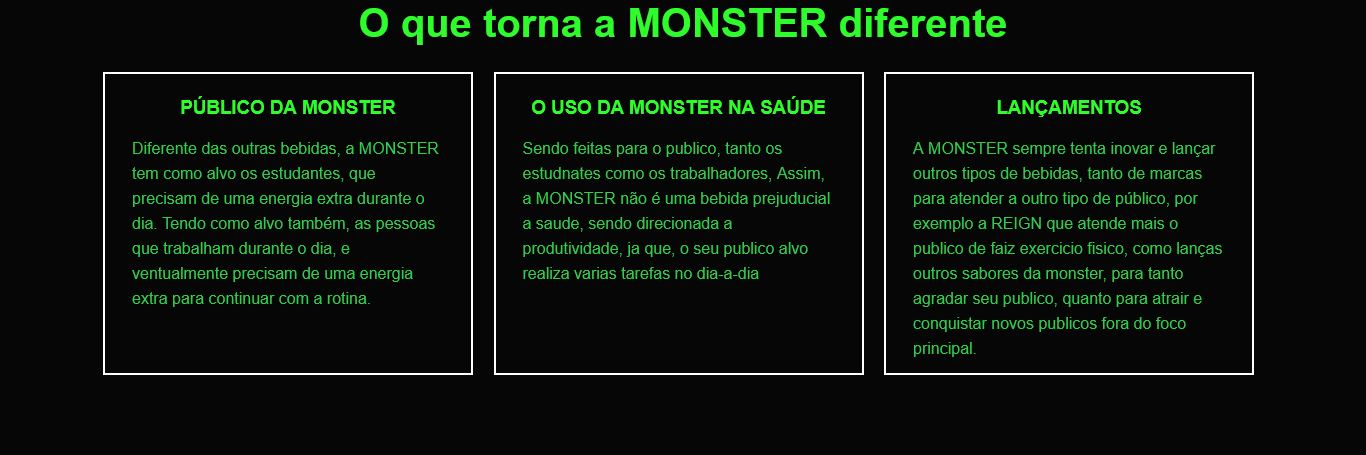 O que torna a MONSTER diferente
PÚBLICO DA MONSTER
Diferente das outras bebidas, a MONSTER
tem como alvo os estudantes, que
precisam de uma energia extra durante o
dia. Tendo como alvo também, as pessoas
que trabalham durante o dia, e
ventualmente precisam de uma energia
extra para continuar com a rotina.
O USO DA MONSTER NA SAÚDE
Sendo feitas para o publico, tanto os
estudnates como os trabalhadores, Assim,
a MONSTER não é uma bebida prejuducial
a saude, sendo direcionada a
produtividade, ja que, o seu publico alvo
realiza varias tarefas no dia-a-dia
LANÇAMENTOS
A MONSTER sempre tenta inovar e lançar
outros tipos de bebidas, tanto de marcas
para atender a outro tipo de público, por
exemplo a REIGN que atende mais o
publico de faiz exercicio fisico, como lanças
outros sabores da monster, para tanto
agradar seu publico, quanto para atrair e
conquistar novos publicos fora do foco
principal.